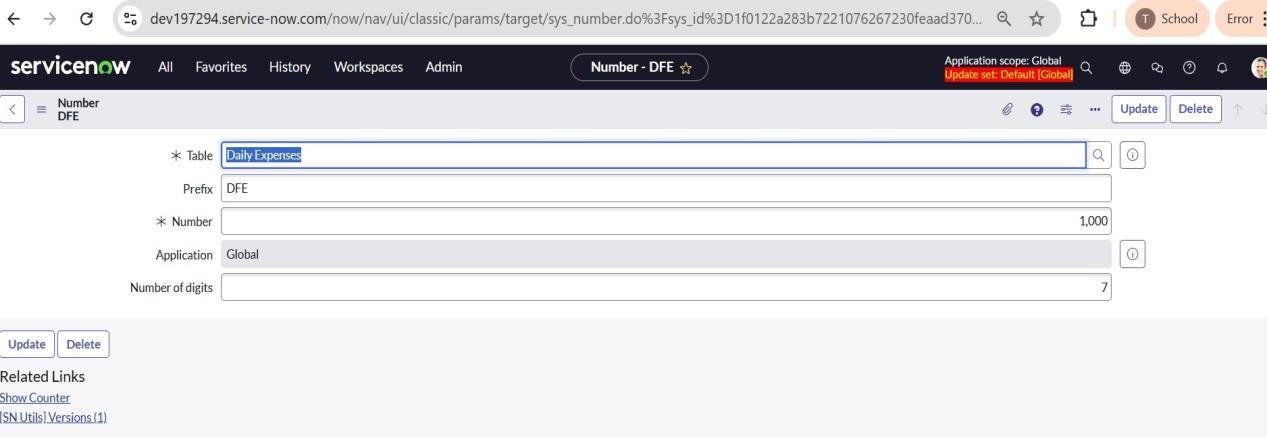 dev197294.service-now.com/now/nav/ui/classic/params/target/sys_number.do%3Fsys_id%3D1f0122a283b7221076267230feaad370...
T School
Error
servicenow
All Favorites History Workspaces Admin
Number - DFE
Application scope: Global
Update set: Default [Global]
Number
DFE
Update Delete
* Table Daily Expenses
Prefix DFE
* Number 1,000
Application Global
Number of digits 7
Update Delete
Related Links
Show Counter
[SN Utils] Versions (1)